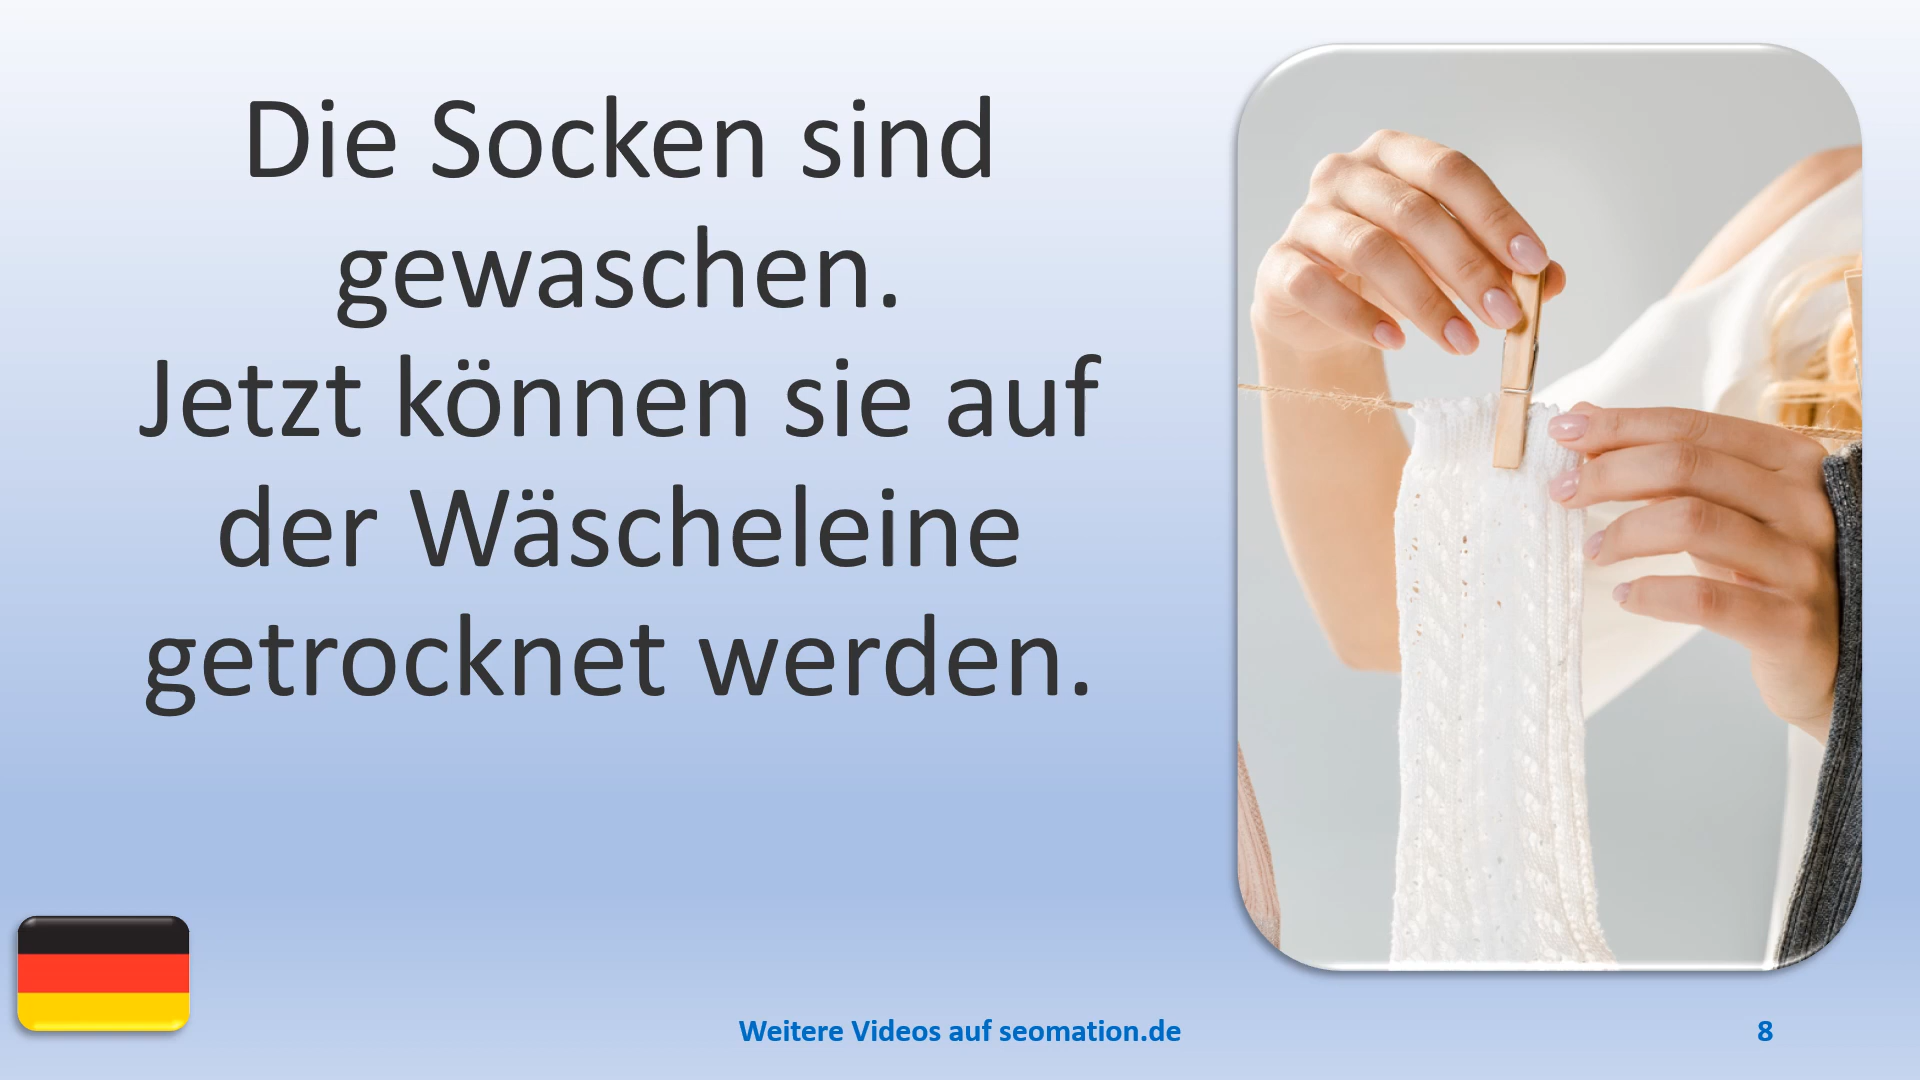 Die Socken sind
gewaschen.
Jetzt können sie auf
der Wäscheleine
getrocknet werden.
Weitere Videos auf seomation.de
8